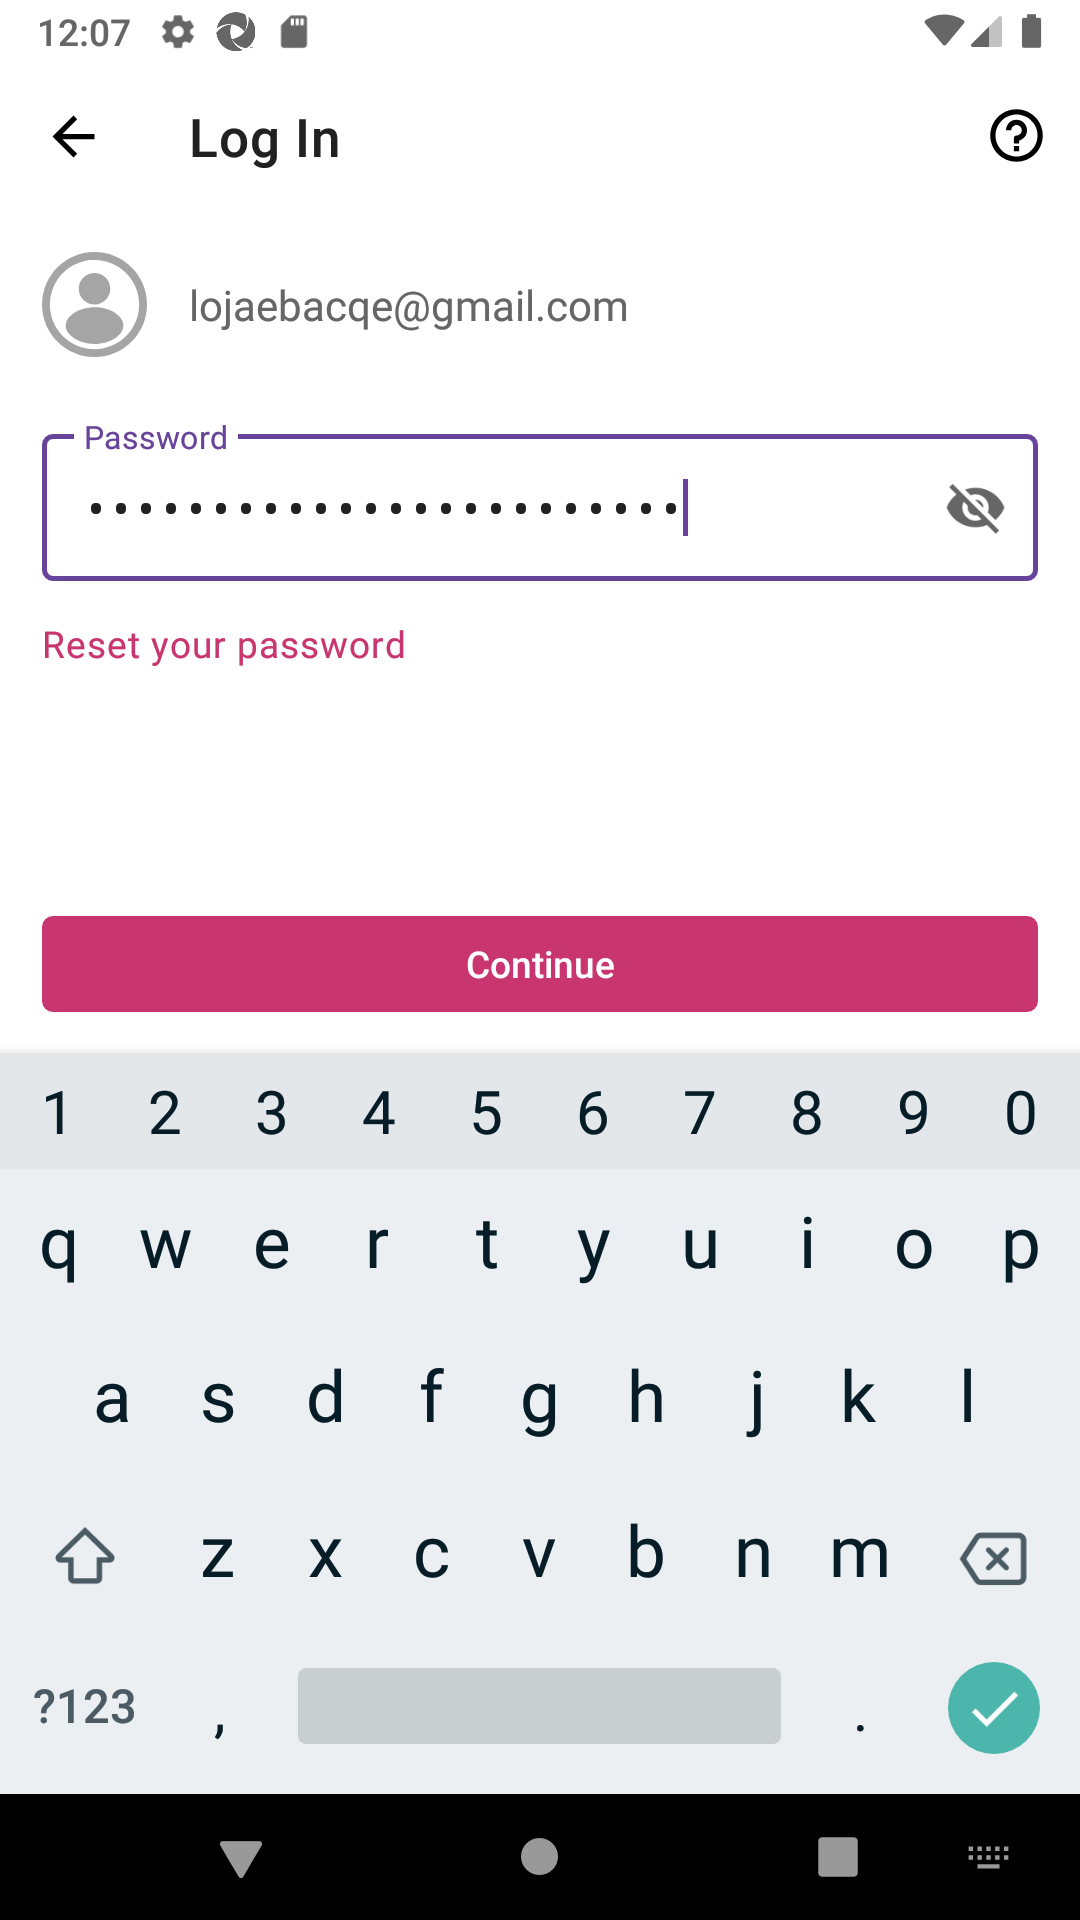 12:07
Log In
lojaebacqe@gmail.com
Password
••••••••••••••••••••••••
Reset your password
Continue
1 2 3 4 5 6 7 8 9 0
q w e r t y u i o p
a s d f g h j k l
z x c v b n m
?123 , .